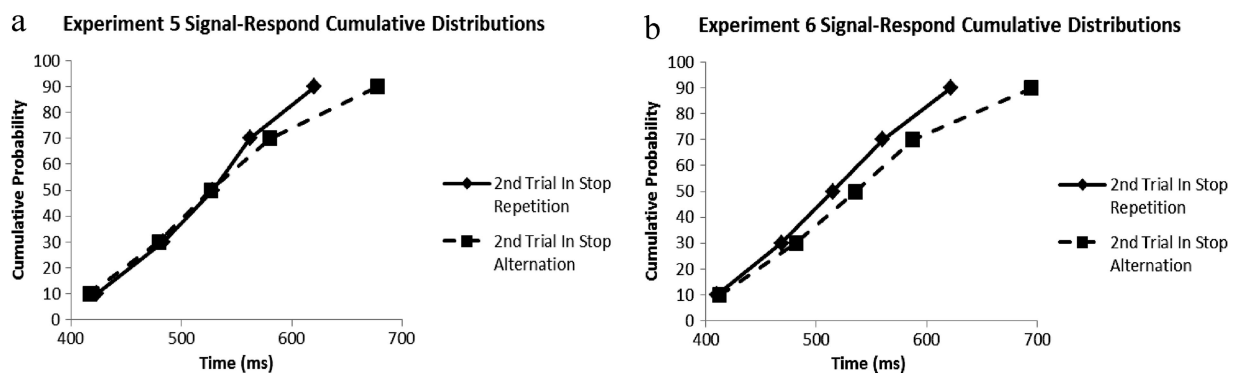 a
Experiment 5 Signal-Respond Cumulative Distributions
Cumulative Probability
100
90
80
70
60
50
40
30
20
10
0
400 500 600 700
Time (ms)
2nd Trial In Stop
Repetition
2nd Trial In Stop
Alternation
b
Experiment 6 Signal-Respond Cumulative Distributions
Cumulative Probability
100
90
80
70
60
50
40
30
20
10
0
400 500 600 700
Time (ms)
2nd Trial In Stop
Repetition
2nd Trial In Stop
Alternation